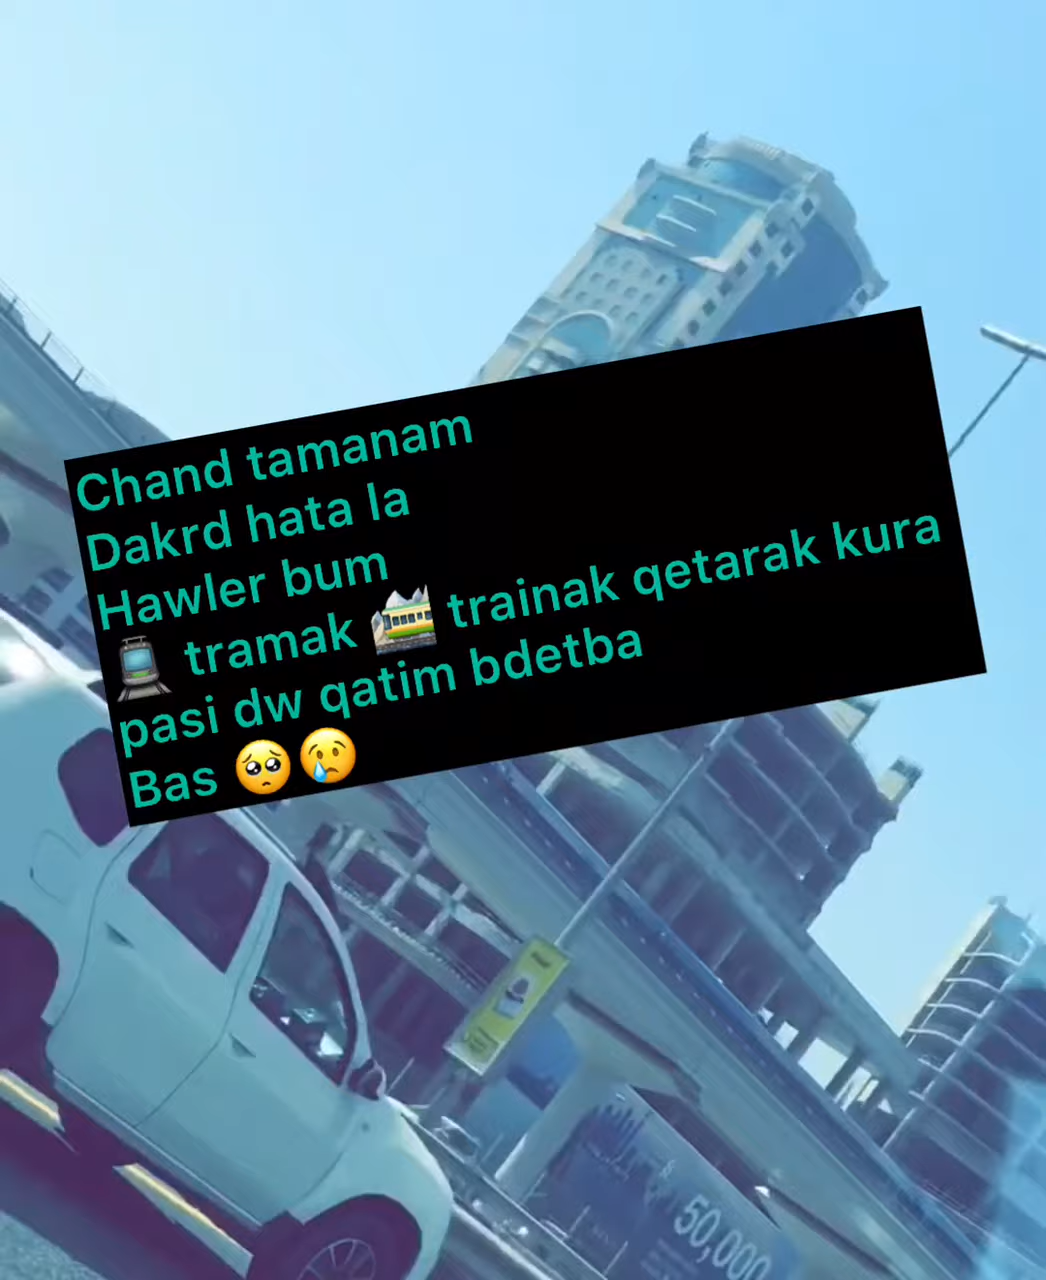 Chand tamanam
Dakrd hata la
Hawler bum
🚊 tramak 🚞 trainak qetarak kura
pasi dw qatim bdetba
Bas 🥺😢
50,000